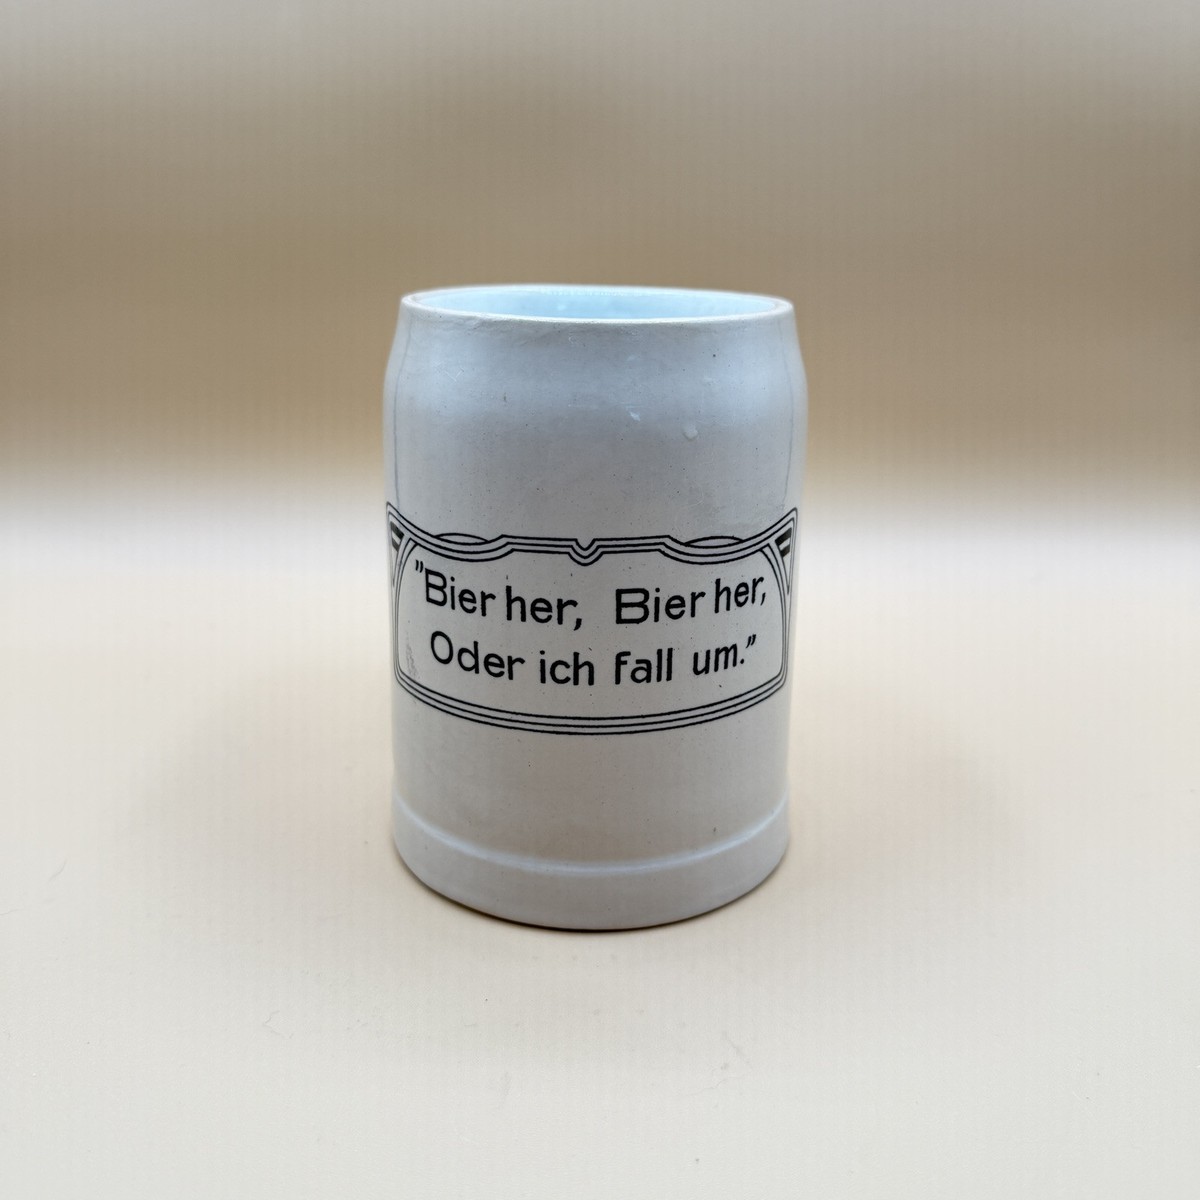 "Bier her, Bier her,
Oder ich fall um."